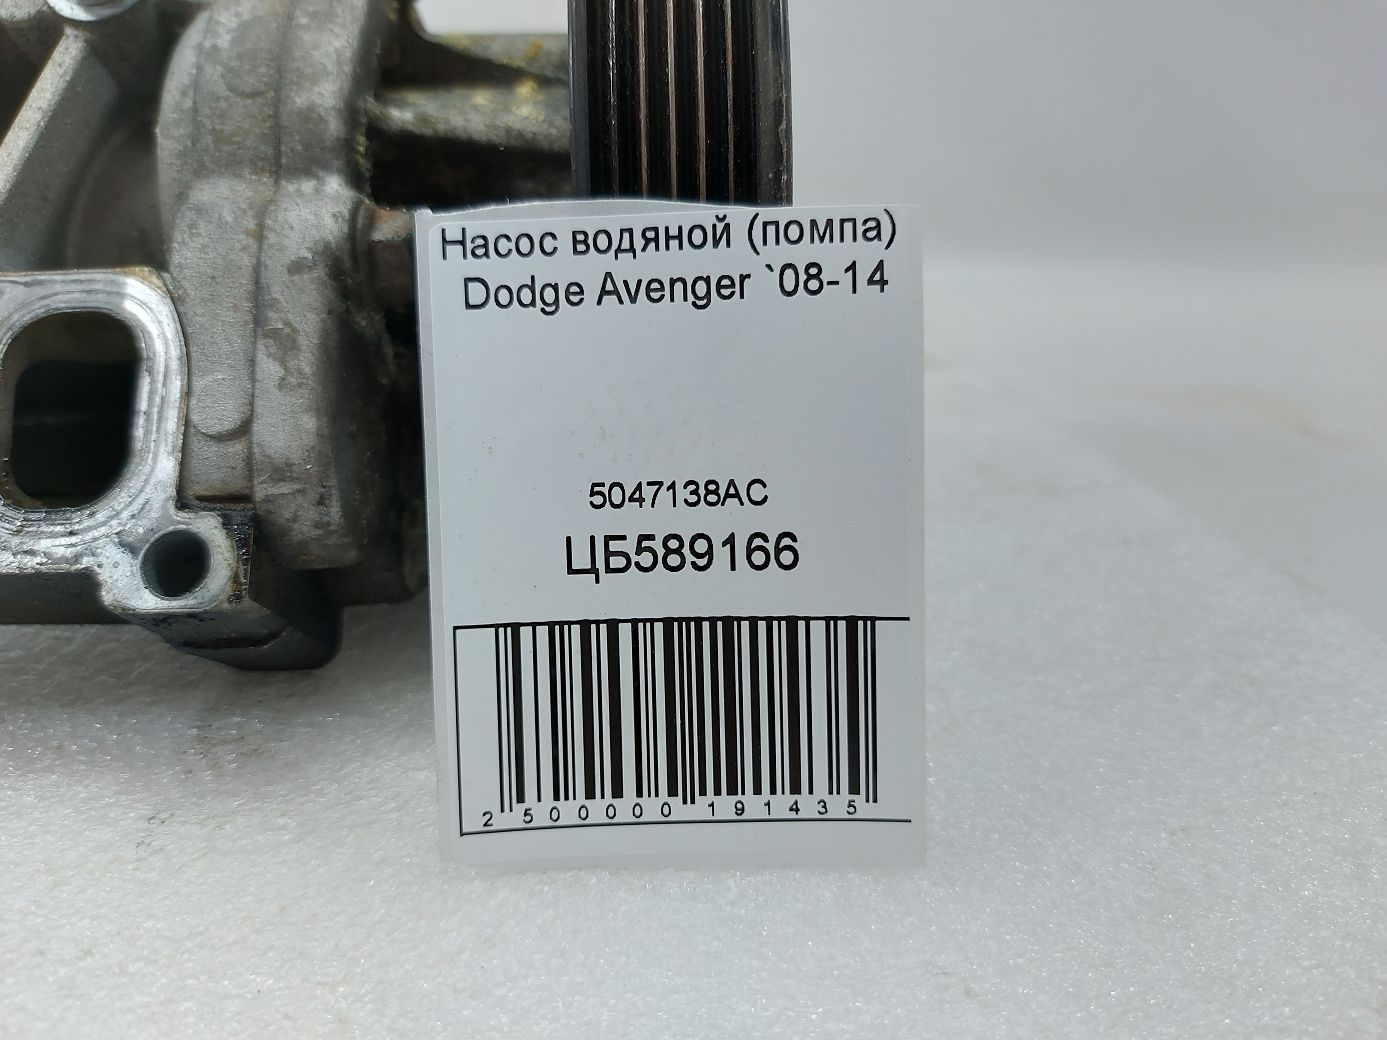 Насос водяной (помпа)
Dodge Avenger `08-14
5047138AC
ЦБ589166
2 500000 191435